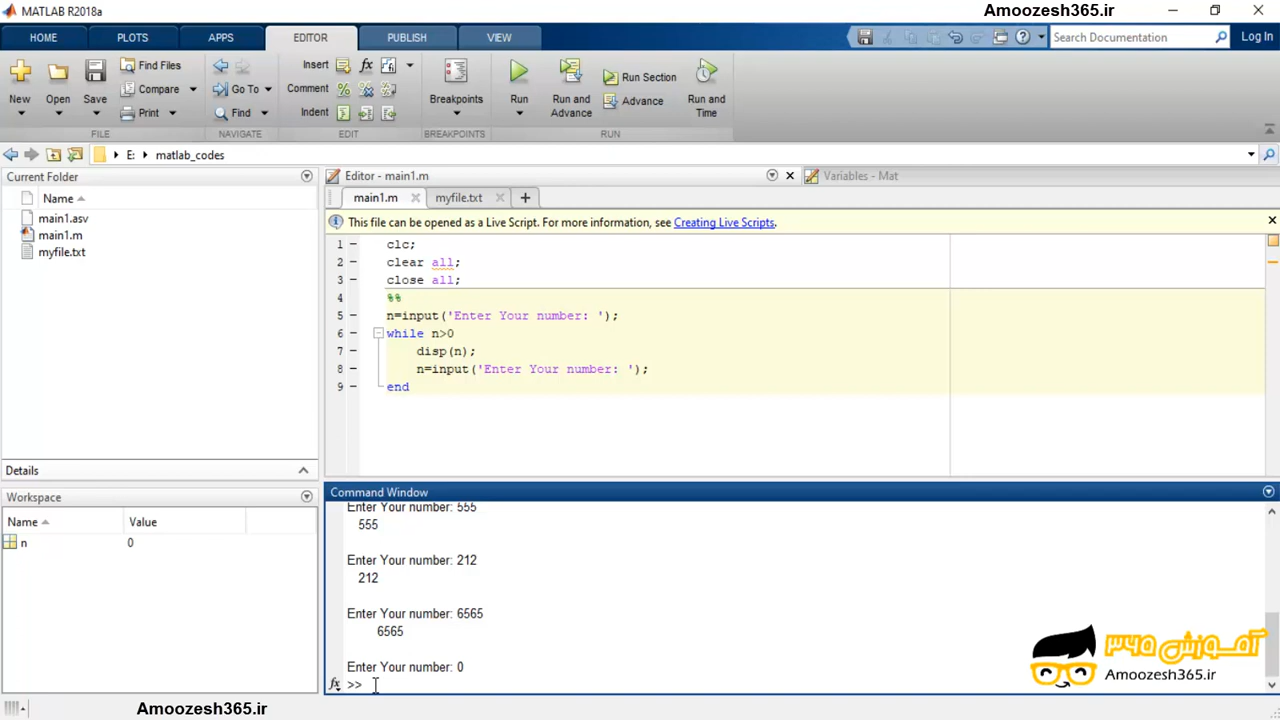 MATLAB R2018a
Amoozesh365.ir
HOME PLOTS APPS EDITOR PUBLISH VIEW
Search Documentation
Log In
New
Open
Save
Find Files
Compare
Print
FILE
Go To
Find
NAVIGATE
Insert
Comment
Indent
EDIT
Breakpoints
BREAKPOINTS
Run
Run and Advance
Run Section
Advance
Run and Time
RUN
E: matlab_codes
Current Folder
Name
main1.asv
main1.m
myfile.txt
Details
Workspace
Name Value
n 0
Editor - main1.m
Variables - Mat
main1.m myfile.txt
This file can be opened as a Live Script. For more information, see Creating Live Scripts.
1 clc;
2 clear all;
3 close all;
4 %%
5 n=input('Enter Your number: ');
6 while n>0
7 disp(n);
8 n=input('Enter Your number: ');
9 end
Command Window
Enter Your number: 555
555
Enter Your number: 212
212
Enter Your number: 6565
6565
Enter Your number: 0
fx >>
آموزش ۳۶۵
Amoozesh365.ir
Amoozesh365.ir